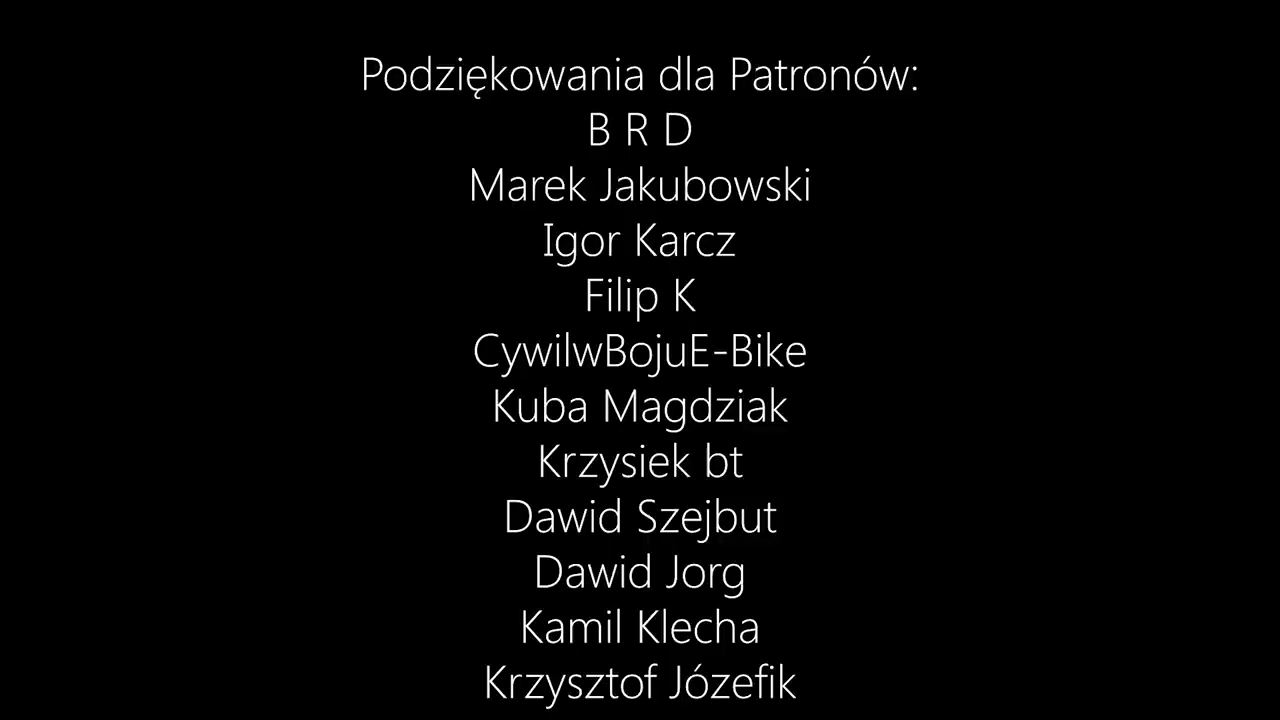 Podziękowania dla Patronów:
B R D
Marek Jakubowski
Igor Karcz
Filip K
CywilwBojuE-Bike
Kuba Magdziak
Krzysiek bt
Dawid Szejbut
Dawid Jorg
Kamil Klecha
Krzysztof Józefik